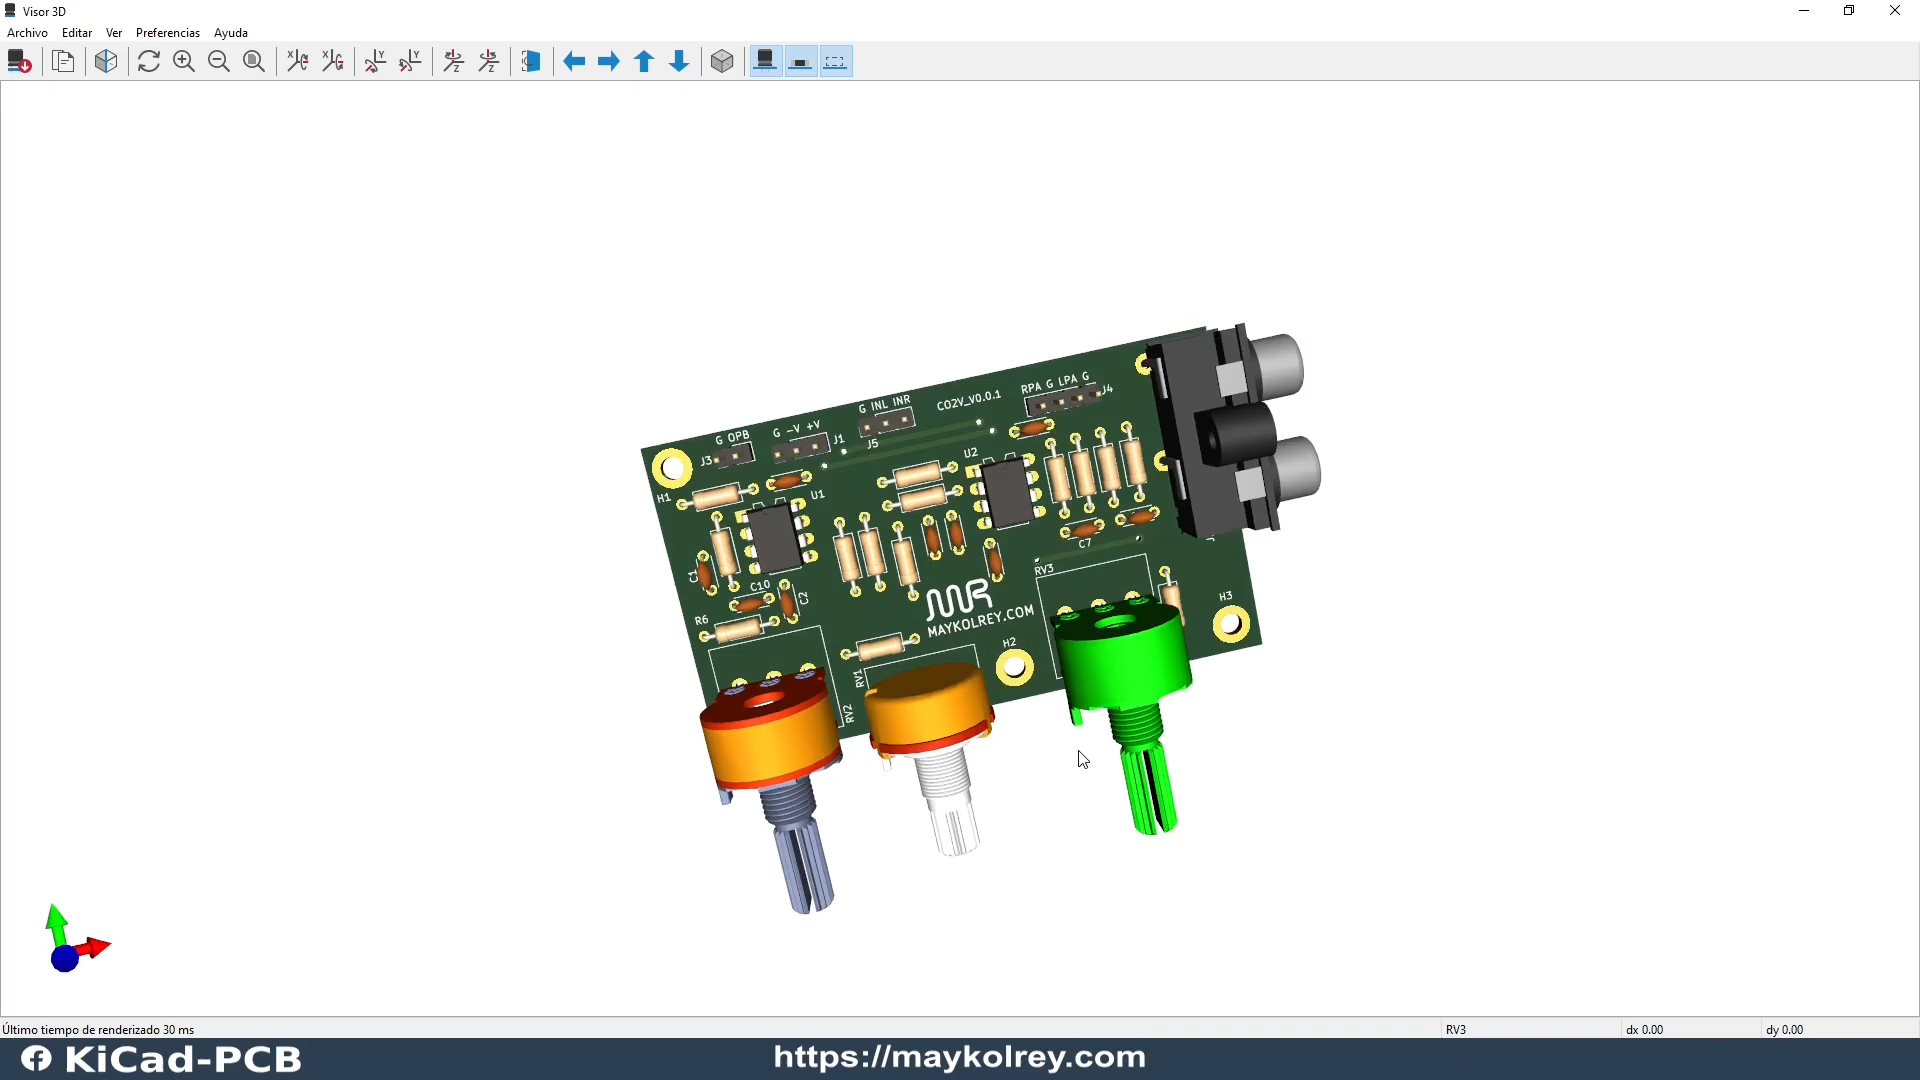 Visor 3D
Archivo Editar Ver Preferencias Ayuda
RPA G LPA G
J4
CO2V_V0.0.1
G INL INR
J5
G -V +V
J1
G OPB
J3
H1
U1
U2
C1
C10
C2
R6
C7
RV3
H3
MR
MAYKOLREY.COM
H2
RV1
RV2
Último tiempo de renderizado 30 ms
RV3
dx 0.00
dy 0.00
KiCad-PCB
https://maykolrey.com